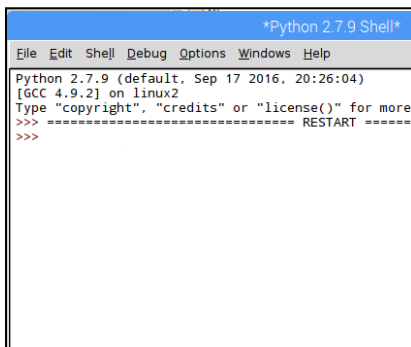 *Python 2.7.9 Shell*
File Edit Shell Debug Options Windows Help
Python 2.7.9 (default, Sep 17 2016, 20:26:04)
[GCC 4.9.2] on linux2
Type "copyright", "credits" or "license()" for more
>>> ================================ RESTART ======
>>>